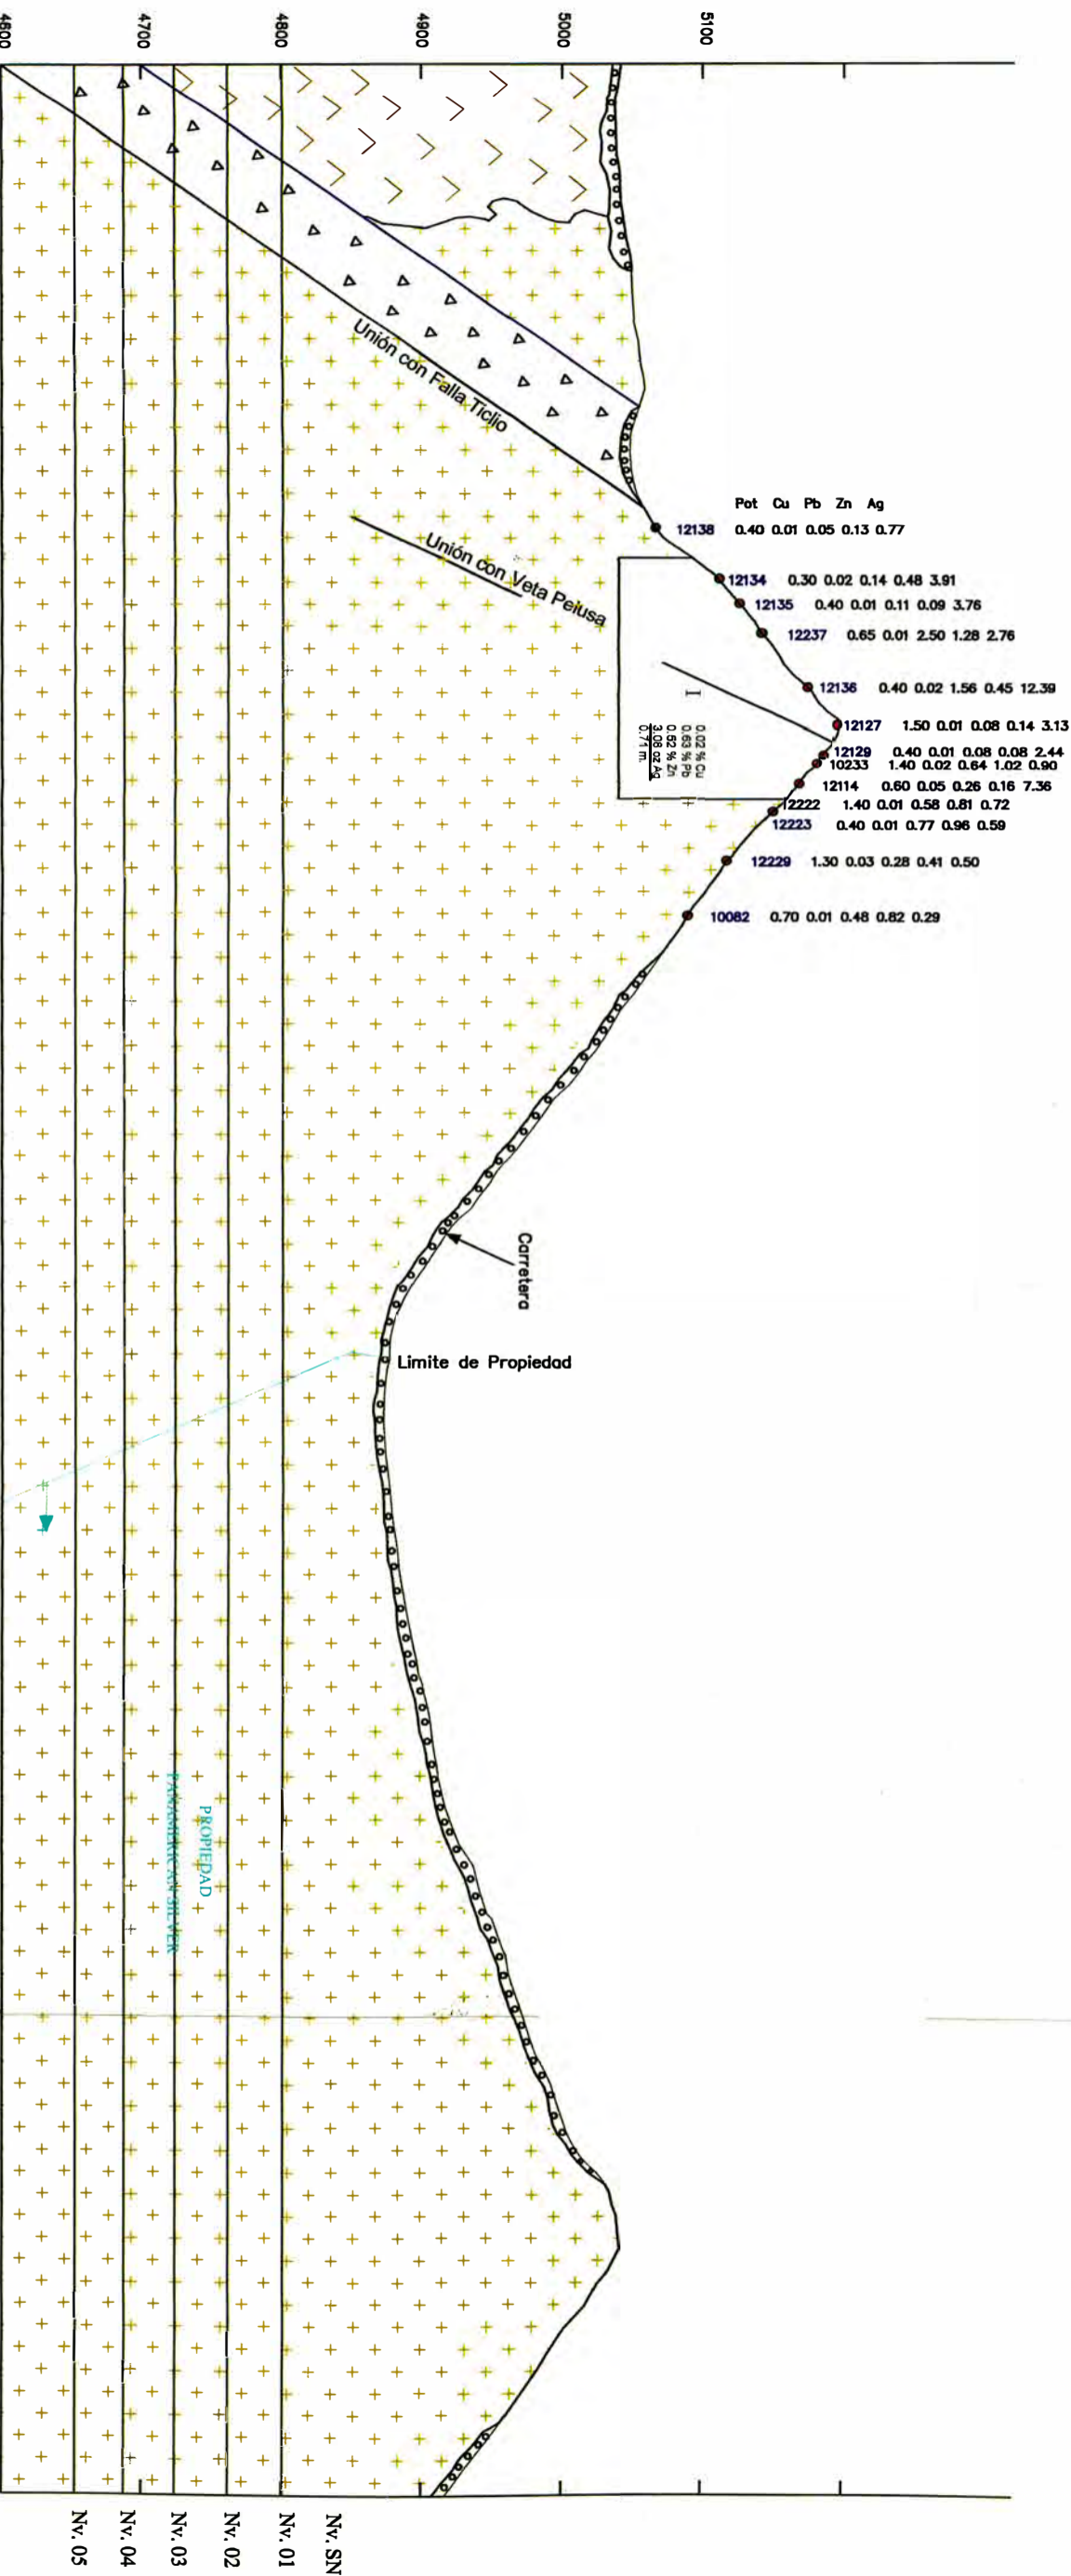 4600
4700
4800
4900
5000
5100
Unión con Falla Ticlio
Unión con Veta Pelusa
Pot Cu Pb Zn Ag
12138 0.40 0.01 0.05 0.13 0.77
12134 0.30 0.02 0.14 0.48 3.91
12135 0.40 0.01 0.11 0.09 3.76
12237 0.65 0.01 2.50 1.28 2.76
12136 0.40 0.02 1.56 0.45 12.39
12127 1.50 0.01 0.08 0.14 3.13
12129 0.40 0.01 0.08 0.08 2.44
10233 1.40 0.02 0.64 1.02 0.90
12114 0.60 0.05 0.26 0.16 7.36
12222 1.40 0.01 0.58 0.81 0.72
12223 0.40 0.01 0.77 0.96 0.59
12229 1.30 0.03 0.28 0.41 0.50
10082 0.70 0.01 0.48 0.82 0.29
I
0.02 % Cu
0.63 % Pb
0.62 % Zn
3.08 oz Ag
0.71 m.
Carretera
Limite de Propiedad
PROPIEDAD
PANAMERICAN SILVER
Nv. SN
Nv. 01
Nv. 02
Nv. 03
Nv. 04
Nv. 05